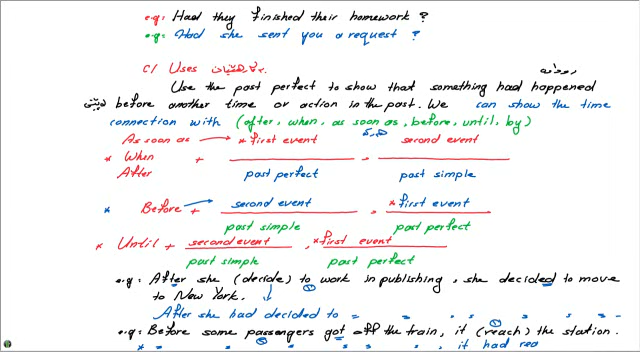 e.g: Had they finished their homework?
e.g: Had she sent you a request?
C/ Uses بەکارهێنان.
Use the past perfect to show that something had happened
before another time or action in the past. We can show the time
connection with (after, when, as soon as, before, until, by)
As soon as → * first event second event
* When + ,
After past perfect past simple
* Before → + second event , * first event
past simple past perfect
* Until + second event , * first event
past simple past perfect
e.g: After she (decide) to work in publishing, she decided to move
to New York.
After she had decided to = = = = = =
e.g: Before some passengers got off the train, it (reach) the station.
* = = = = = , it had rea